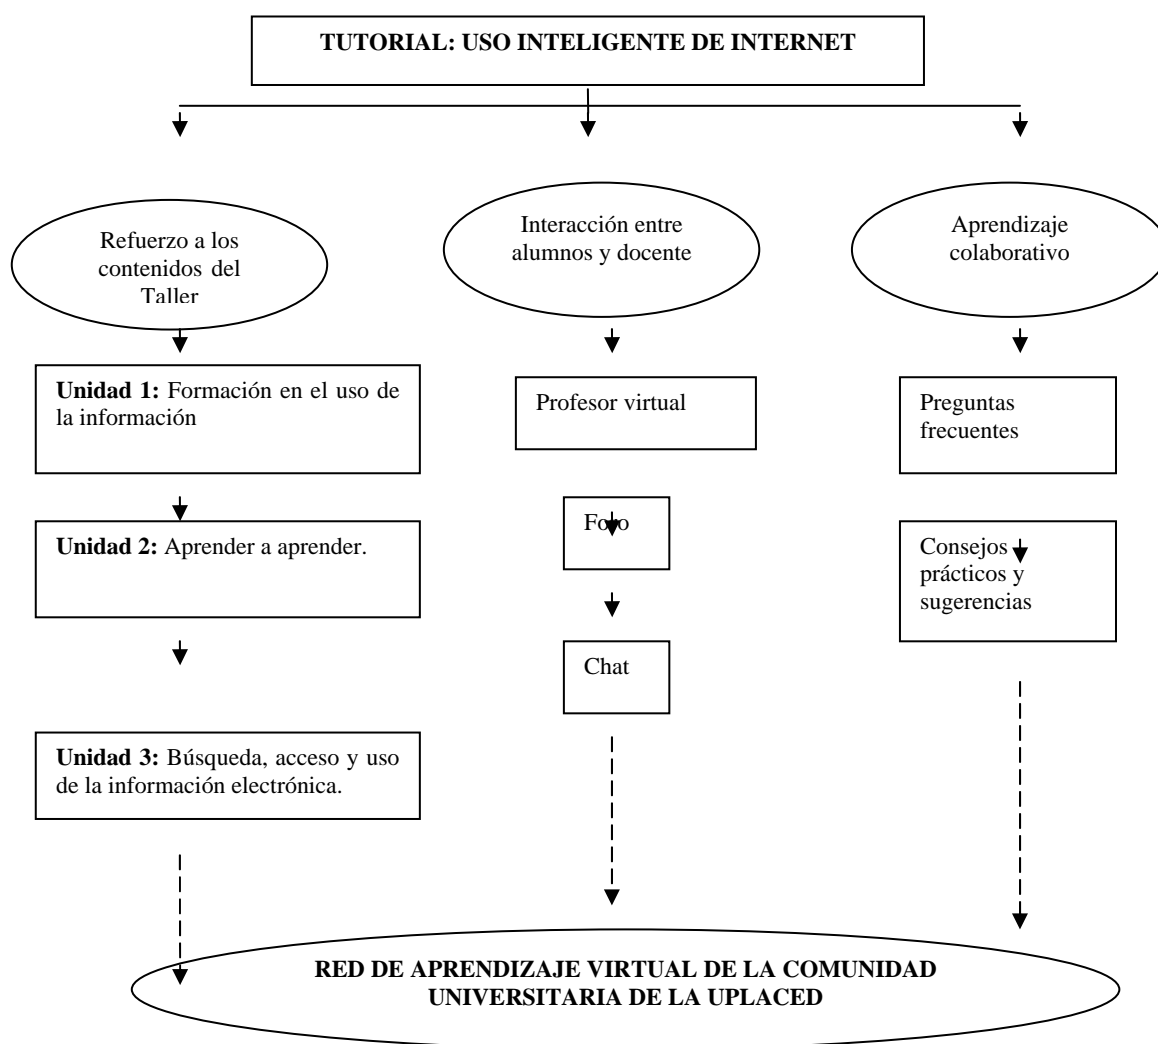 TUTORIAL: USO INTELIGENTE DE INTERNET
Refuerzo a los
contenidos del
Taller
Interacción entre
alumnos y docente
Aprendizaje
colaborativo
Unidad 1: Formación en el uso de
la información
Profesor virtual
Preguntas
frecuentes
Unidad 2: Aprender a aprender.
Foro
Consejos
prácticos y
sugerencias
Chat
Unidad 3: Búsqueda, acceso y uso
de la información electrónica.
RED DE APRENDIZAJE VIRTUAL DE LA COMUNIDAD
UNIVERSITARIA DE LA UPLACED